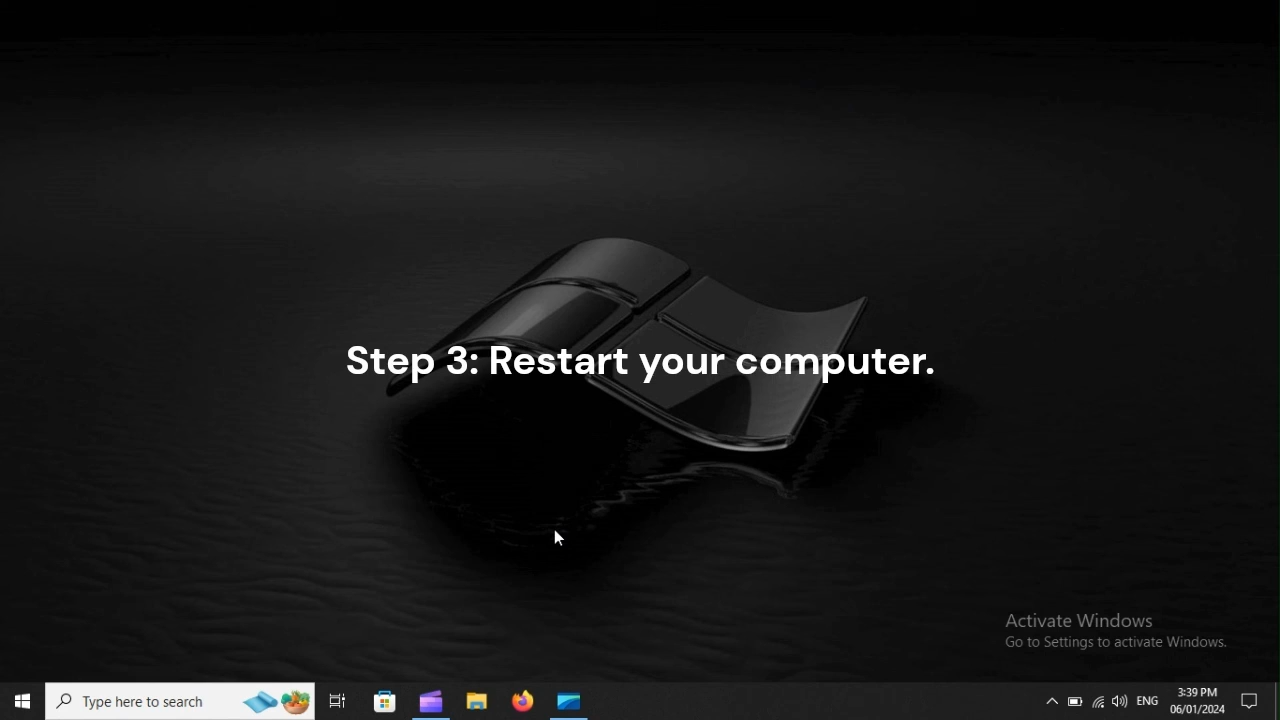 Step 3: Restart your computer.
Activate Windows
Go to Settings to activate Windows.
Type here to search
ENG
3:39 PM
06/01/2024